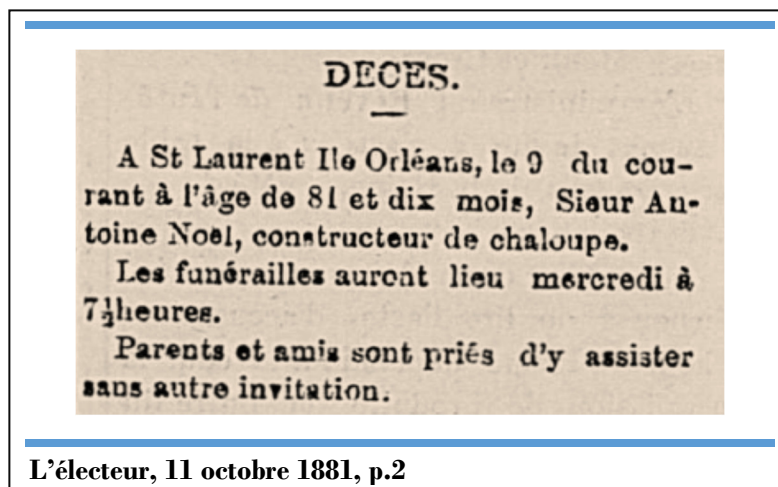 DECES.
A St Laurent Ile Orléans, le 9 du cou-
rant à l'âge de 81 et dix mois, Sieur An-
toine Noël, constructeur de chaloupe.
Les funérailles auront lieu mercredi à
7½heures.
Parents et amis sont priés d'y assister
sans autre invitation.
L'électeur, 11 octobre 1881, p.2